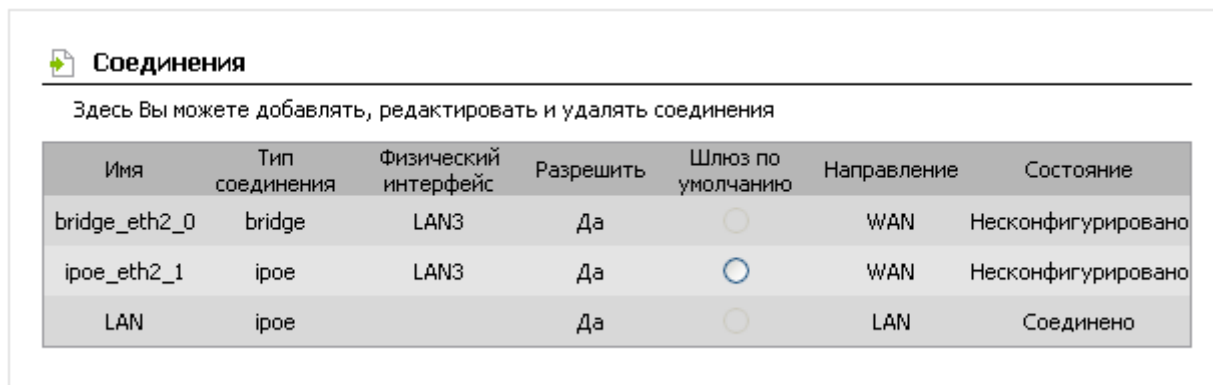 Соединения
Здесь Вы можете добавлять, редактировать и удалять соединения
Имя Тип соединения Физический интерфейс Разрешить Шлюз по умолчанию Направление Состояние
bridge_eth2_0 bridge LAN3 Да WAN Несконфигурировано
ipoe_eth2_1 ipoe LAN3 Да WAN Несконфигурировано
LAN ipoe Да LAN Соединено